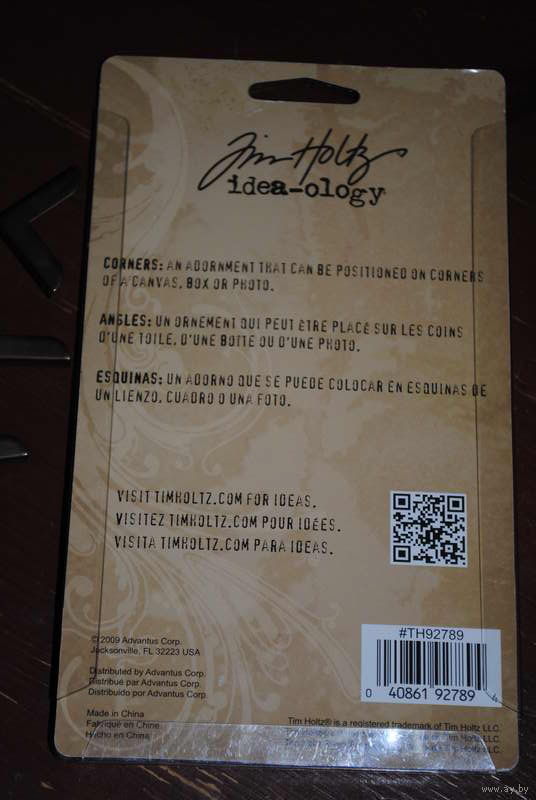 Tim Holtz
idea-ology
CORNERS: AN ADORNMENT THAT CAN BE POSITIONED ON CORNERS
OF A CANVAS, BOX OR PHOTO.
ANGLES: UN ORNEMENT QUI PEUT ÊTRE PLACÉ SUR LES COINS
D'UNE TOILE, D'UNE BOÎTE OU D'UNE PHOTO.
ESQUINAS: UN ADORNO QUE SE PUEDE COLOCAR EN ESQUINAS DE
UN LIENZO, CUADRO O UNA FOTO.
VISIT TIMHOLTZ.COM FOR IDEAS.
VISITEZ TIMHOLTZ.COM POUR IDÉES.
VISITA TIMHOLTZ.COM PARA IDEAS.
#TH92789
0 40861 92789
© 2009 Advantus Corp.
Jacksonville, FL 32223 USA
Distributed by Advantus Corp.
Distribué par Advantus Corp.
Distribuido por Advantus Corp.
Made in China
Fabriqué en Chine
Hecho en China
Tim Holtz® is a registered trademark of Tim Holtz LLC.
www.ay.by